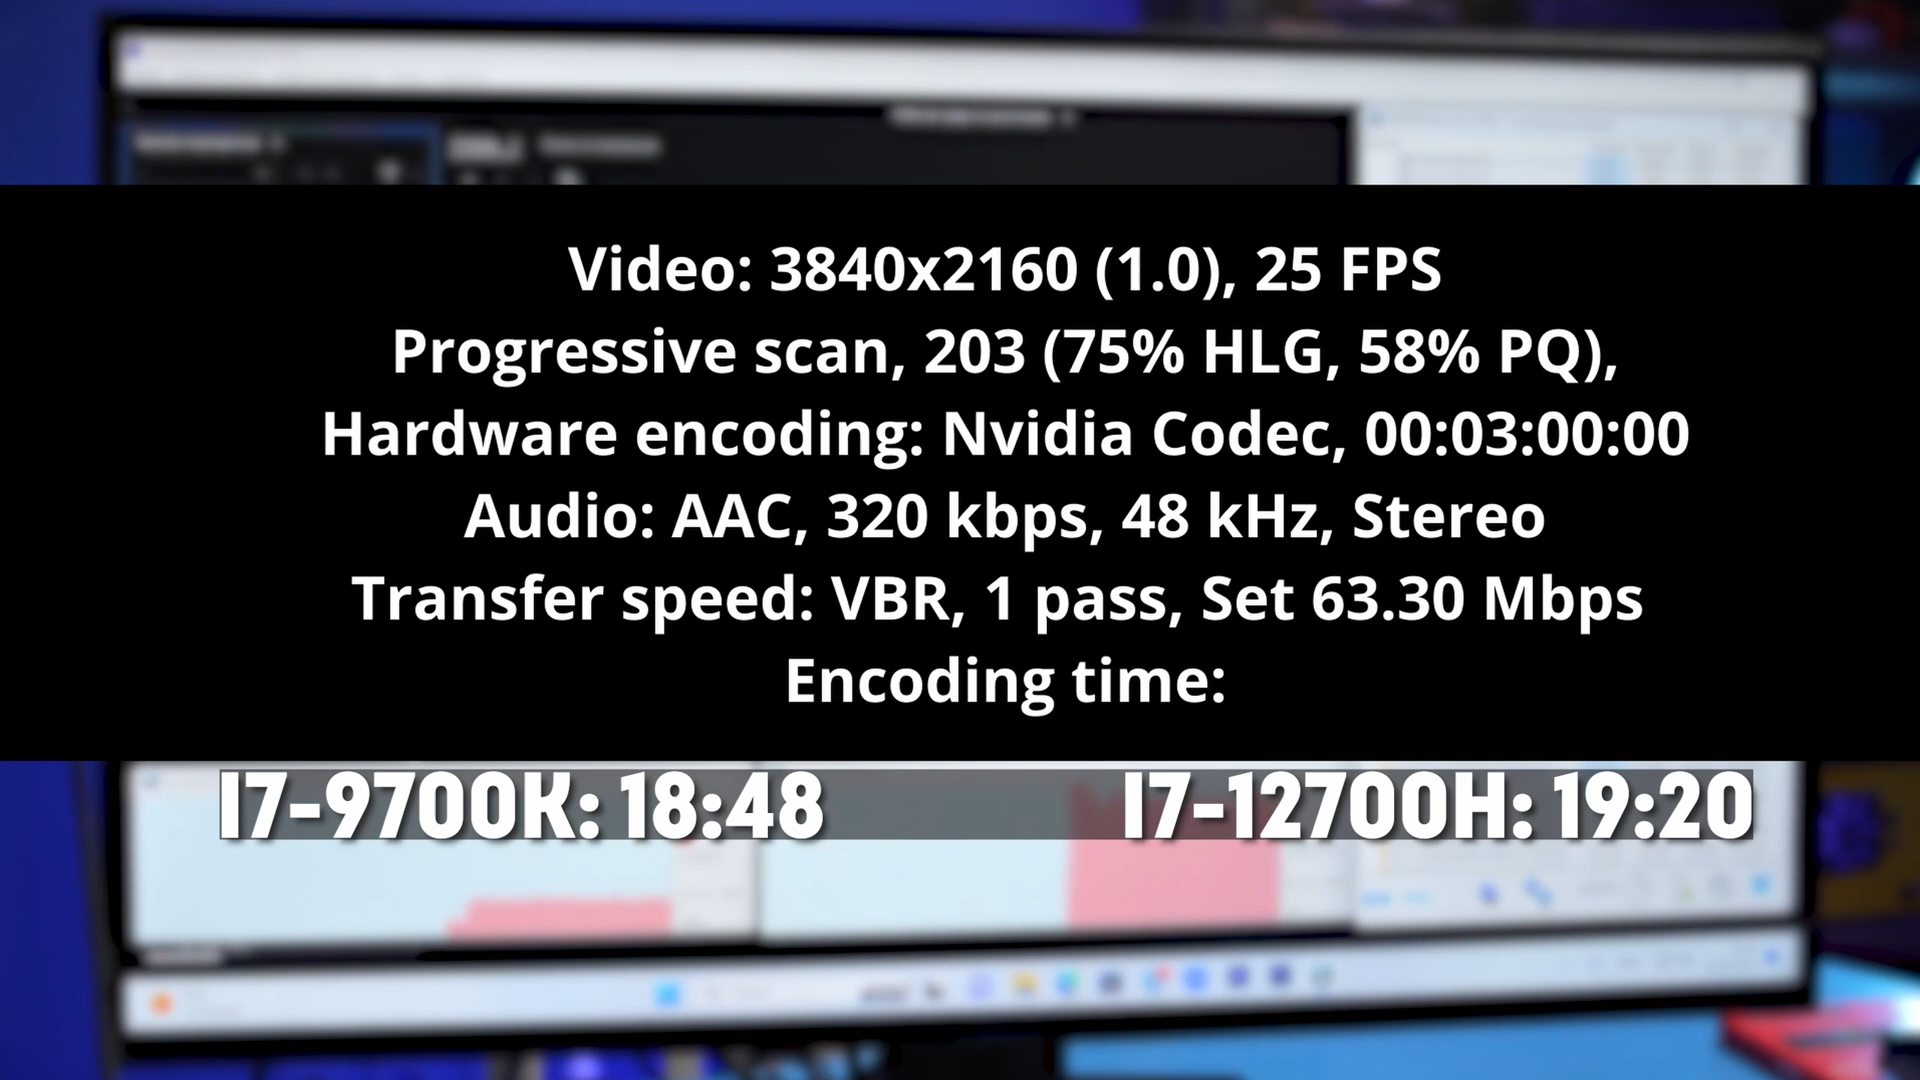 Video: 3840x2160 (1.0), 25 FPS
Progressive scan, 203 (75% HLG, 58% PQ),
Hardware encoding: Nvidia Codec, 00:03:00:00
Audio: AAC, 320 kbps, 48 kHz, Stereo
Transfer speed: VBR, 1 pass, Set 63.30 Mbps
Encoding time:
I7-9700K: 18:48
I7-12700H: 19:20